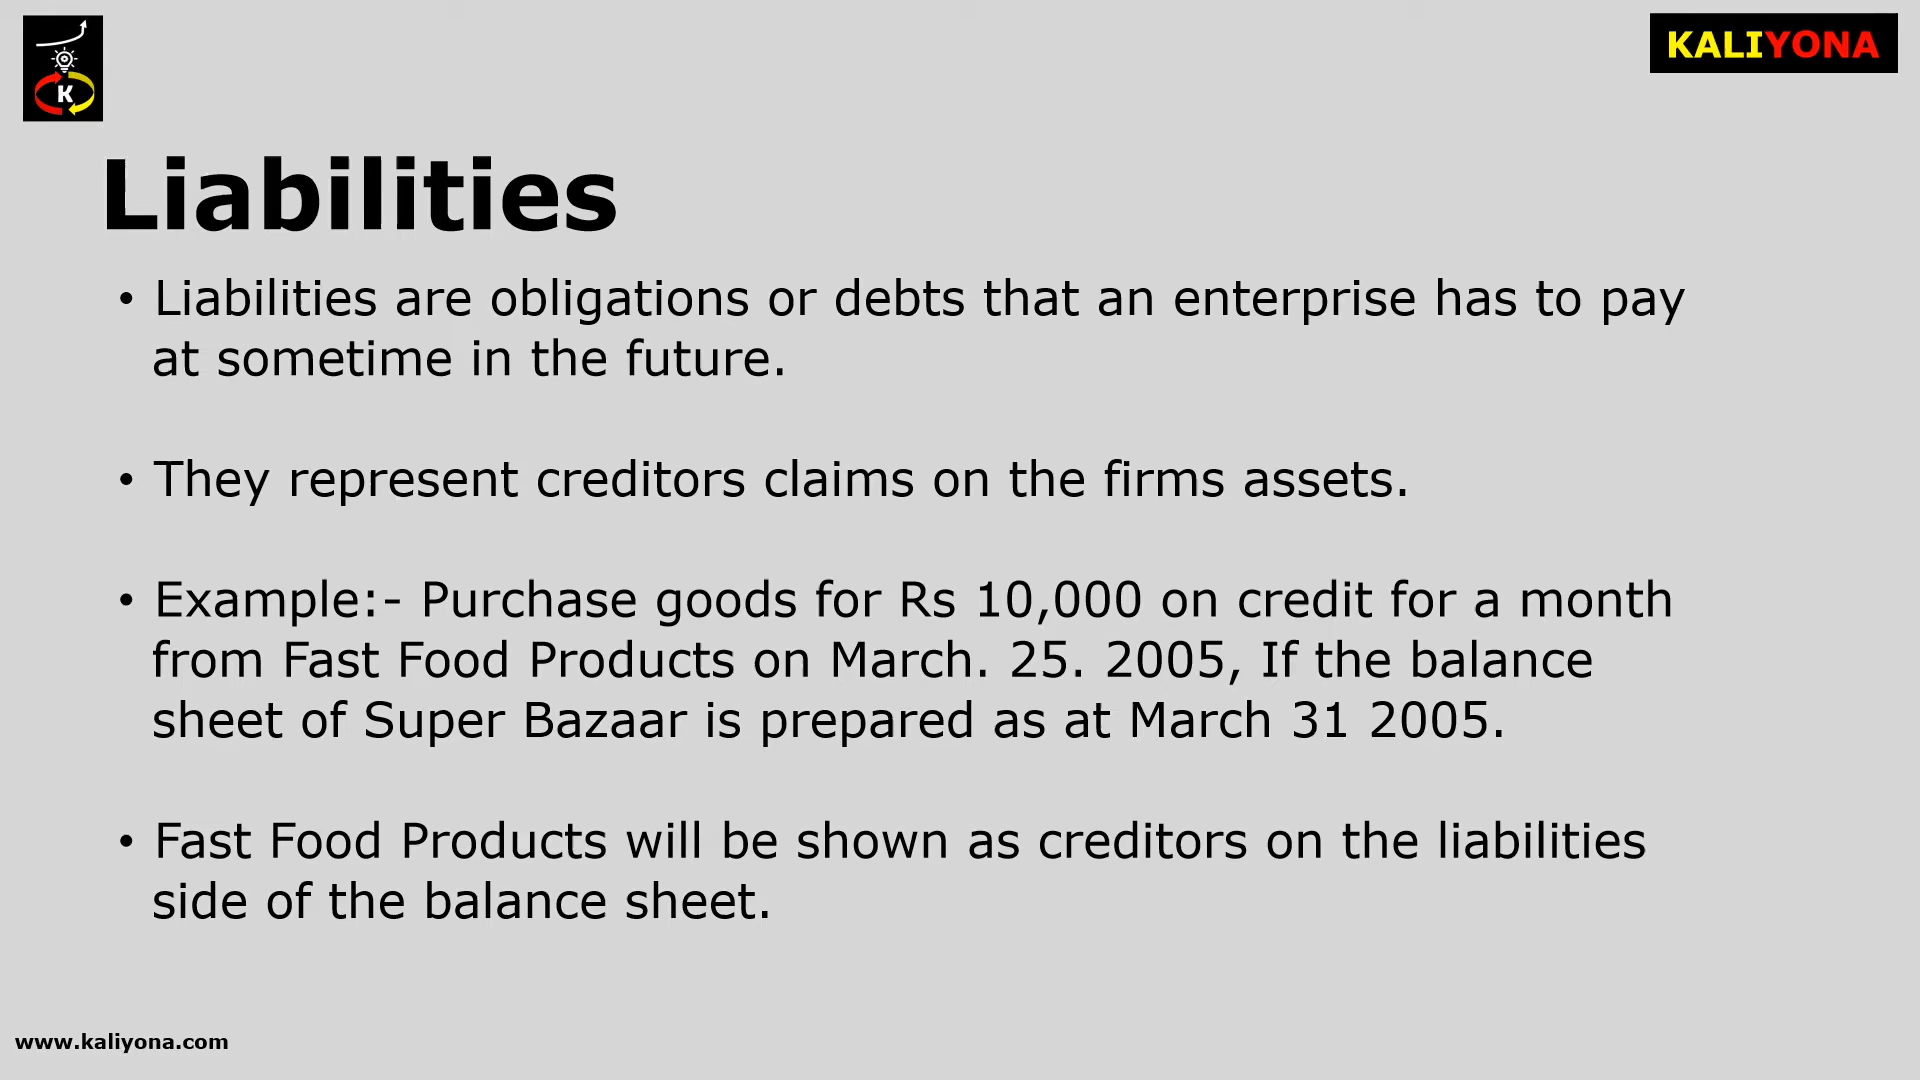 K
KALIYONA
Liabilities
• Liabilities are obligations or debts that an enterprise has to pay
at sometime in the future.
• They represent creditors claims on the firms assets.
• Example:- Purchase goods for Rs 10,000 on credit for a month
from Fast Food Products on March. 25. 2005, If the balance
sheet of Super Bazaar is prepared as at March 31 2005.
• Fast Food Products will be shown as creditors on the liabilities
side of the balance sheet.
www.kaliyona.com